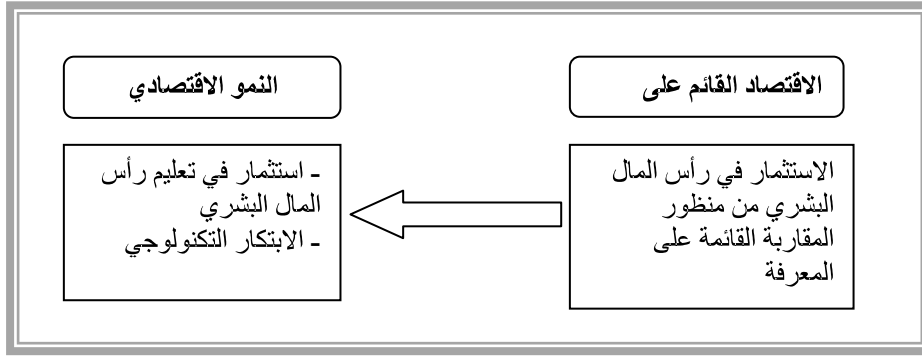 الاقتصاد القائم على
الاستثمار في رأس المال
البشري من منظور
المقاربة القائمة على
المعرفة
النمو الاقتصادي
- استثمار في تعليم رأس
المال البشري
- الابتكار التكنولوجي